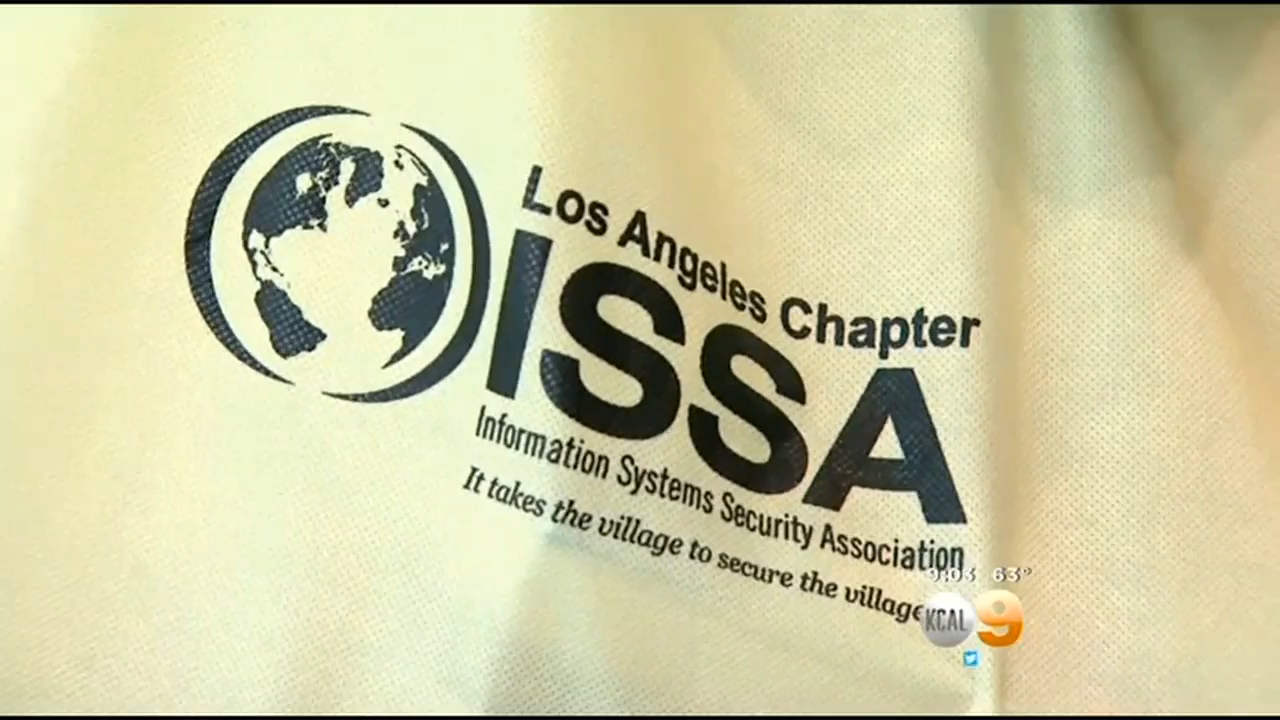 Los Angeles Chapter
ISSA
Information Systems Security Association
It takes the village to secure the village
9:03 63°
KCAL 9